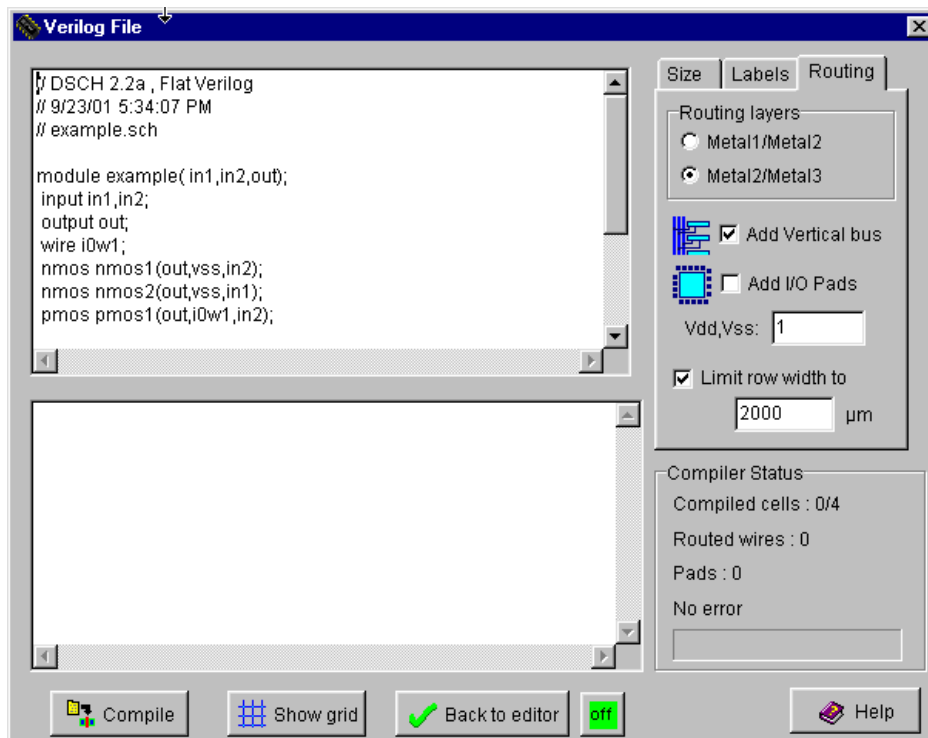 Verilog File
// DSCH 2.2a , Flat Verilog
// 9/23/01 5:34:07 PM
// example.sch
module example( in1,in2,out);
input in1,in2;
output out;
wire i0w1;
nmos nmos1(out,vss,in2);
nmos nmos2(out,vss,in1);
pmos pmos1(out,i0w1,in2);
Size Labels Routing
Routing layers
Metal1/Metal2
Metal2/Metal3
Add Vertical bus
Add I/O Pads
Vdd,Vss: 1
Limit row width to
2000 µm
Compiler Status
Compiled cells : 0/4
Routed wires : 0
Pads : 0
No error
Compile Show grid Back to editor off Help